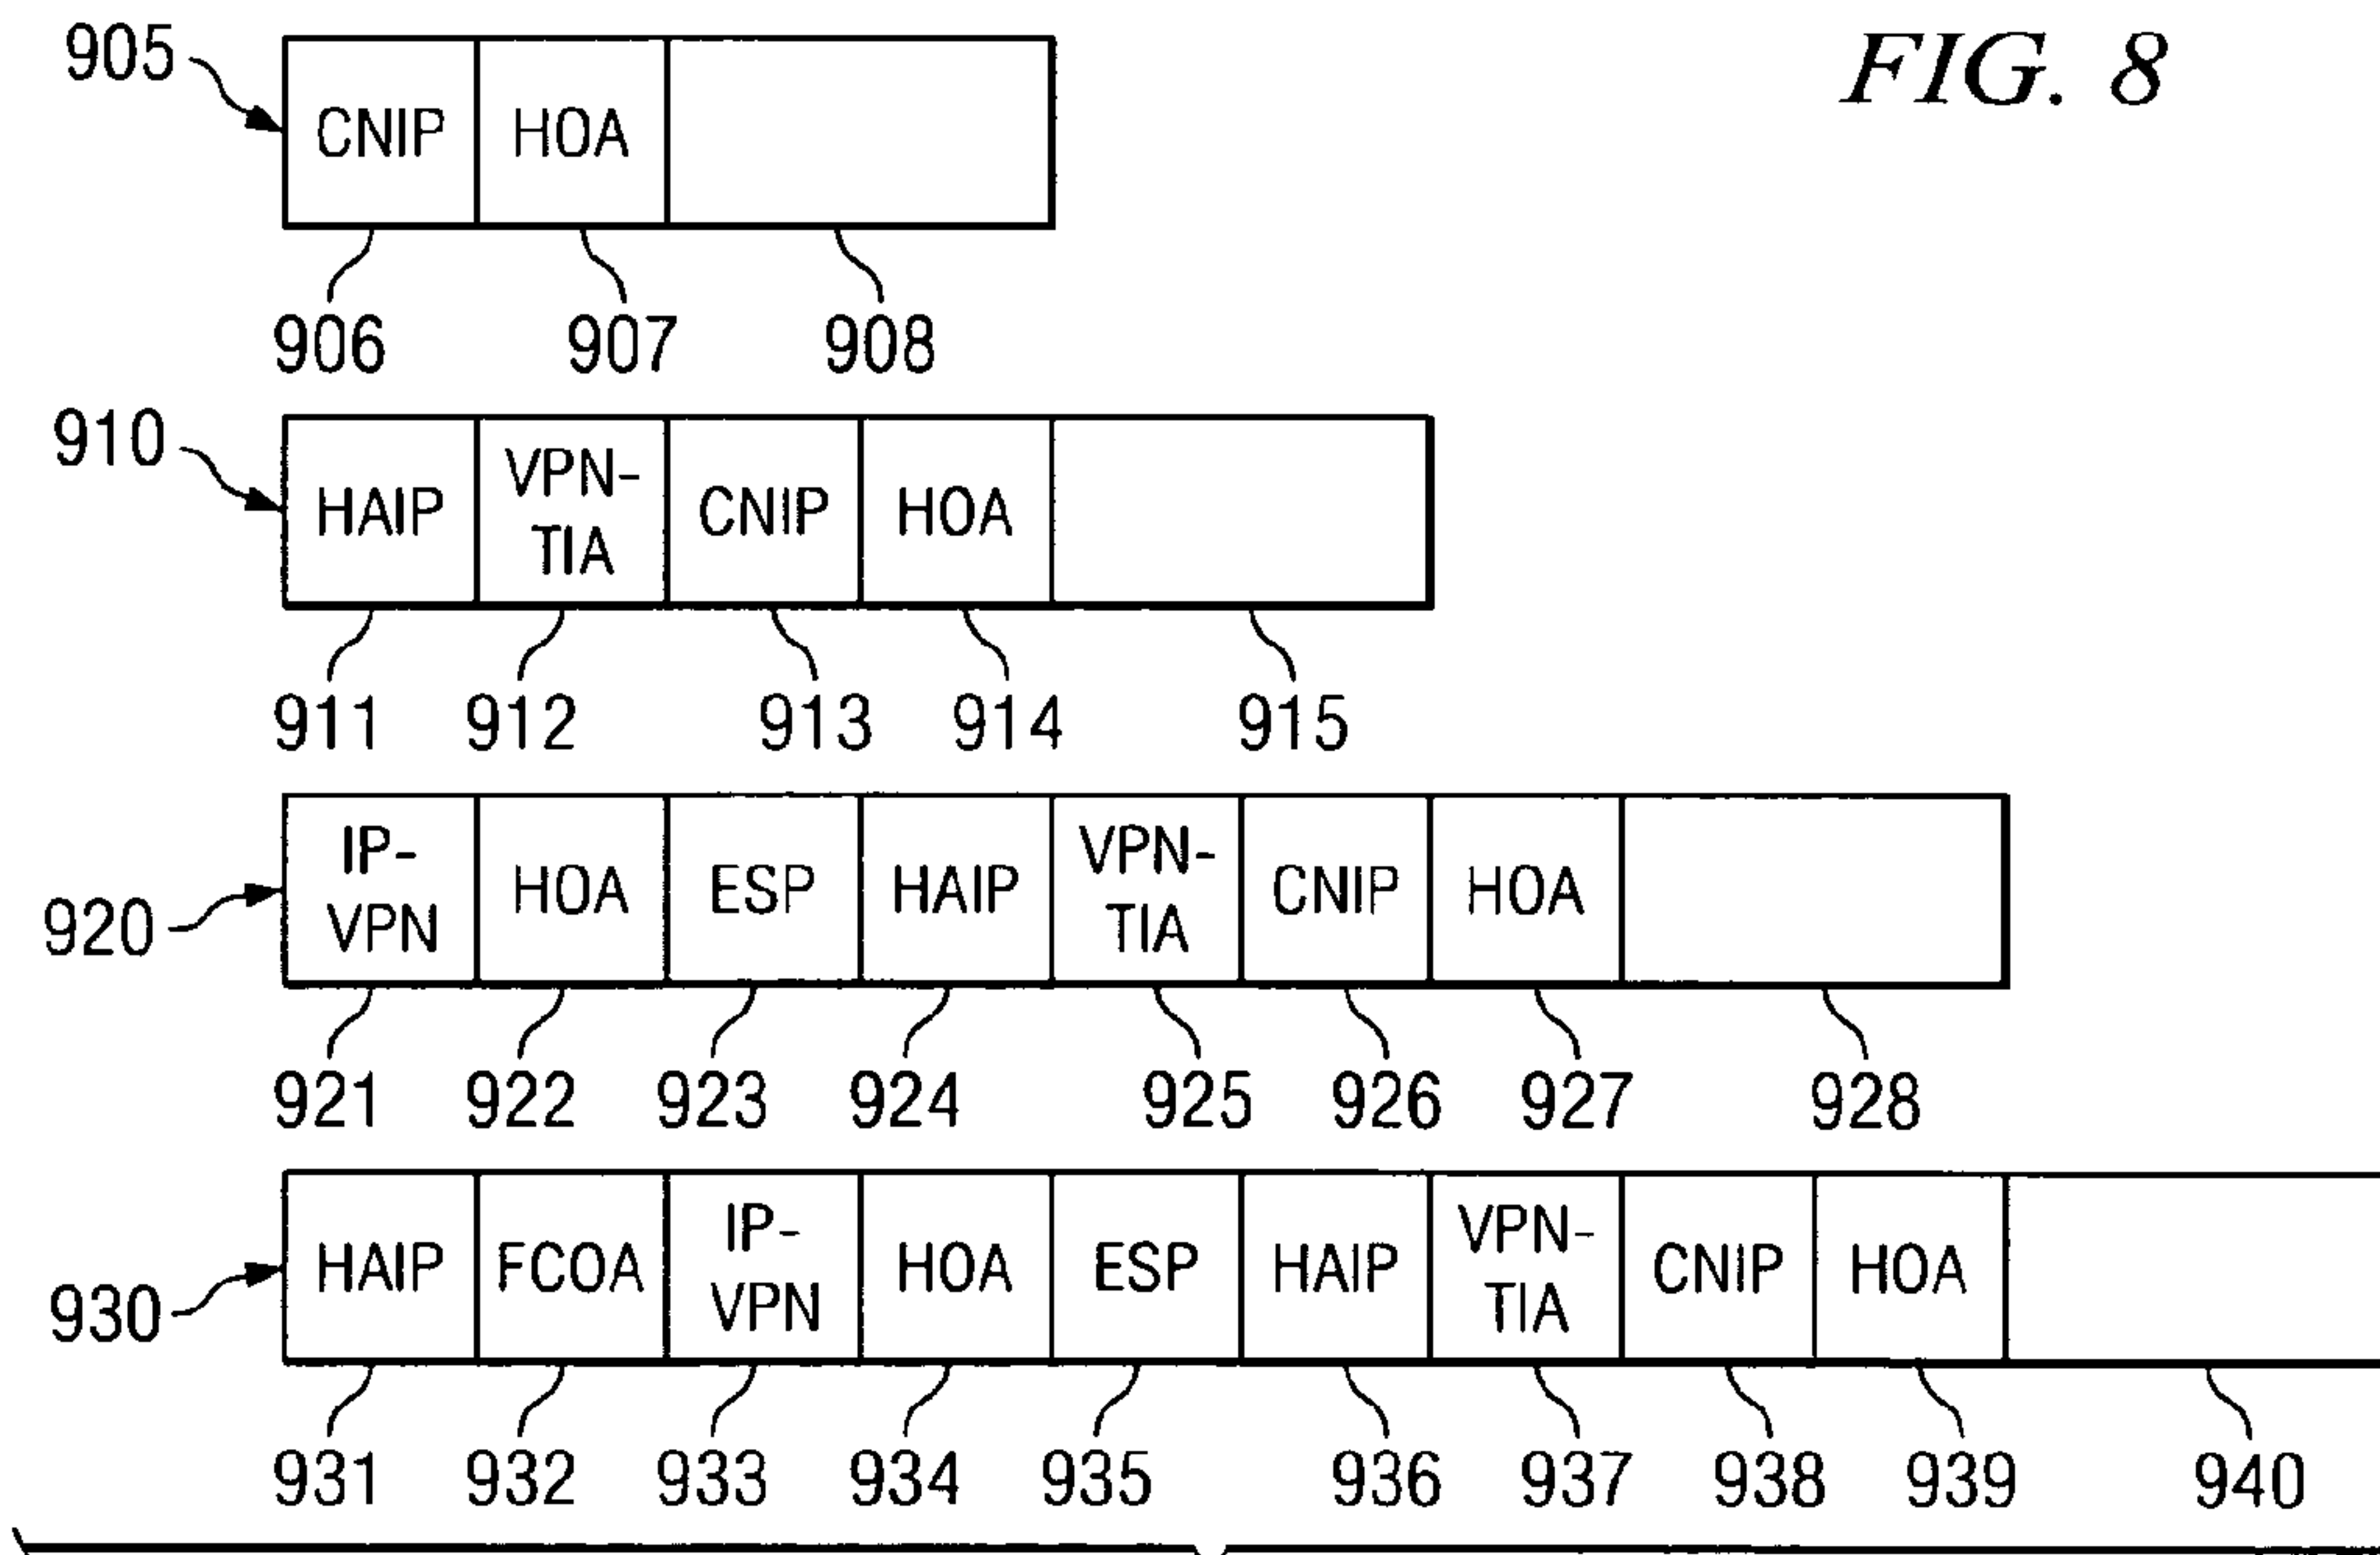 FIG. 8
905
CNIP HOA
906 907 908
910
HAIP VPN-TIA CNIP HOA
911 912 913 914 915
920
IP-VPN HOA ESP HAIP VPN-TIA CNIP HOA
921 922 923 924 925 926 927 928
930
HAIP FCOA IP-VPN HOA ESP HAIP VPN-TIA CNIP HOA
931 932 933 934 935 936 937 938 939 940